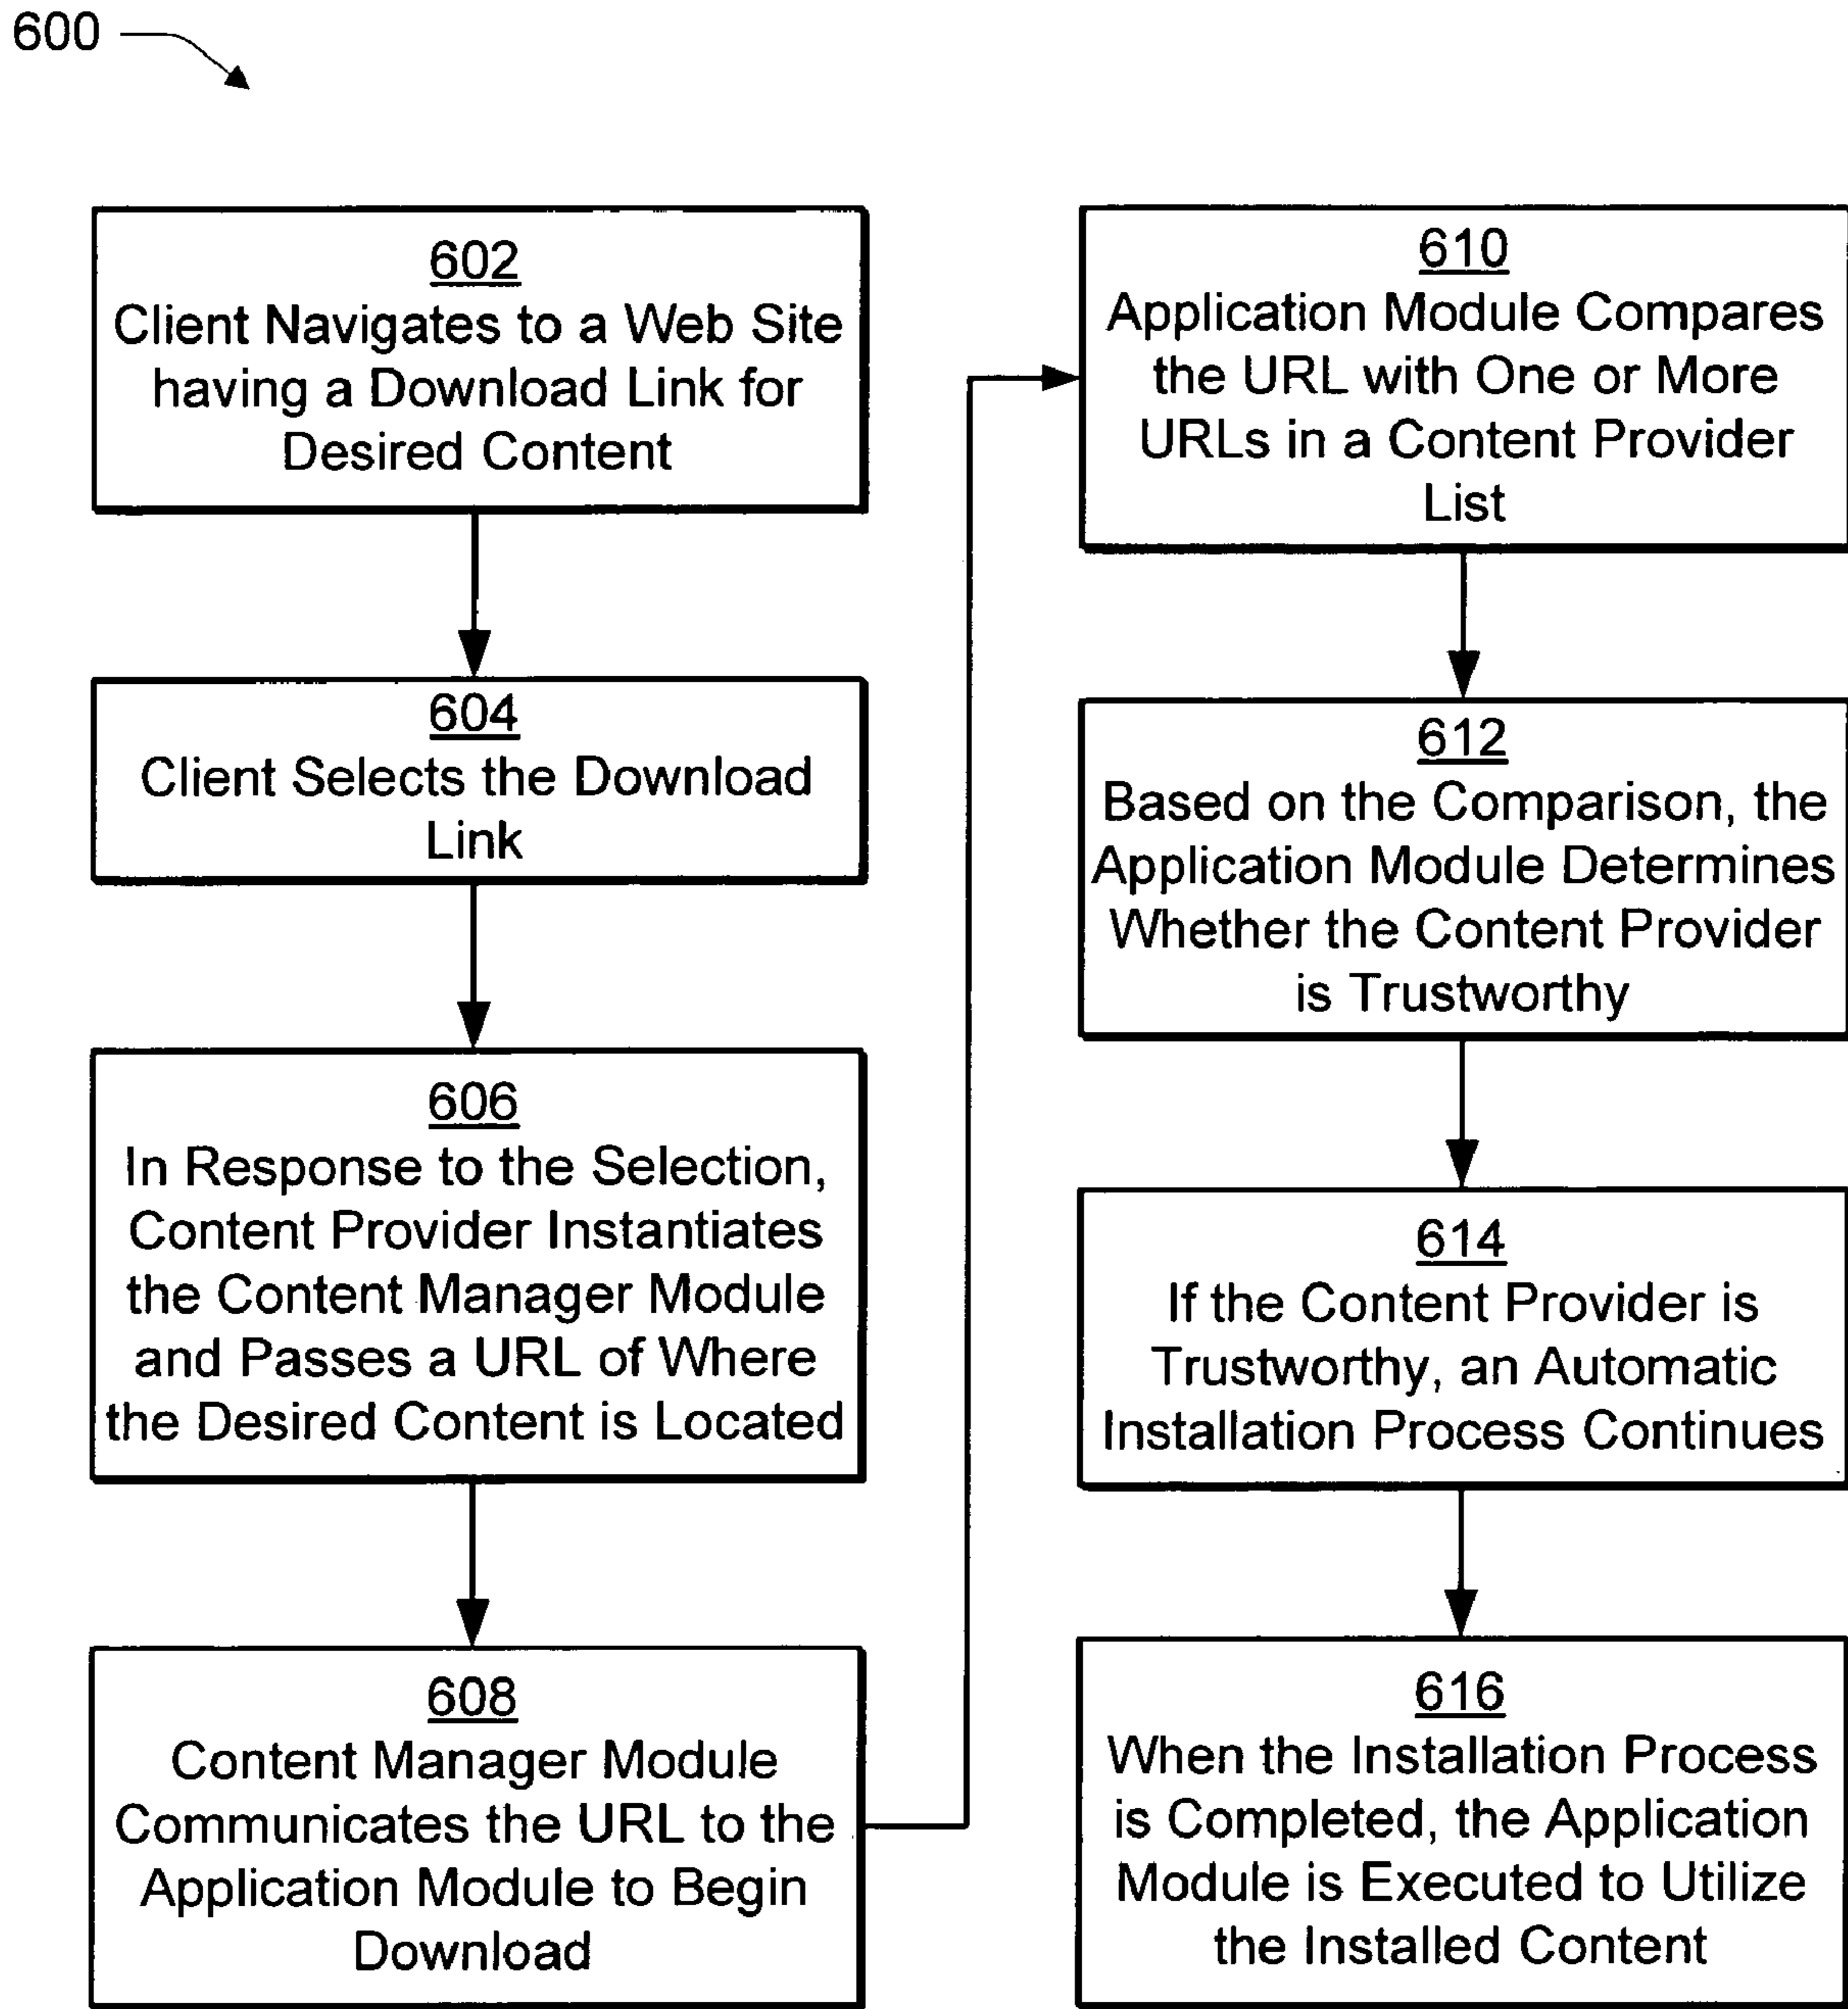 600
602
Client Navigates to a Web Site
having a Download Link for
Desired Content
604
Client Selects the Download
Link
606
In Response to the Selection,
Content Provider Instantiates
the Content Manager Module
and Passes a URL of Where
the Desired Content is Located
608
Content Manager Module
Communicates the URL to the
Application Module to Begin
Download
610
Application Module Compares
the URL with One or More
URLs in a Content Provider
List
612
Based on the Comparison, the
Application Module Determines
Whether the Content Provider
is Trustworthy
614
If the Content Provider is
Trustworthy, an Automatic
Installation Process Continues
616
When the Installation Process
is Completed, the Application
Module is Executed to Utilize
the Installed Content